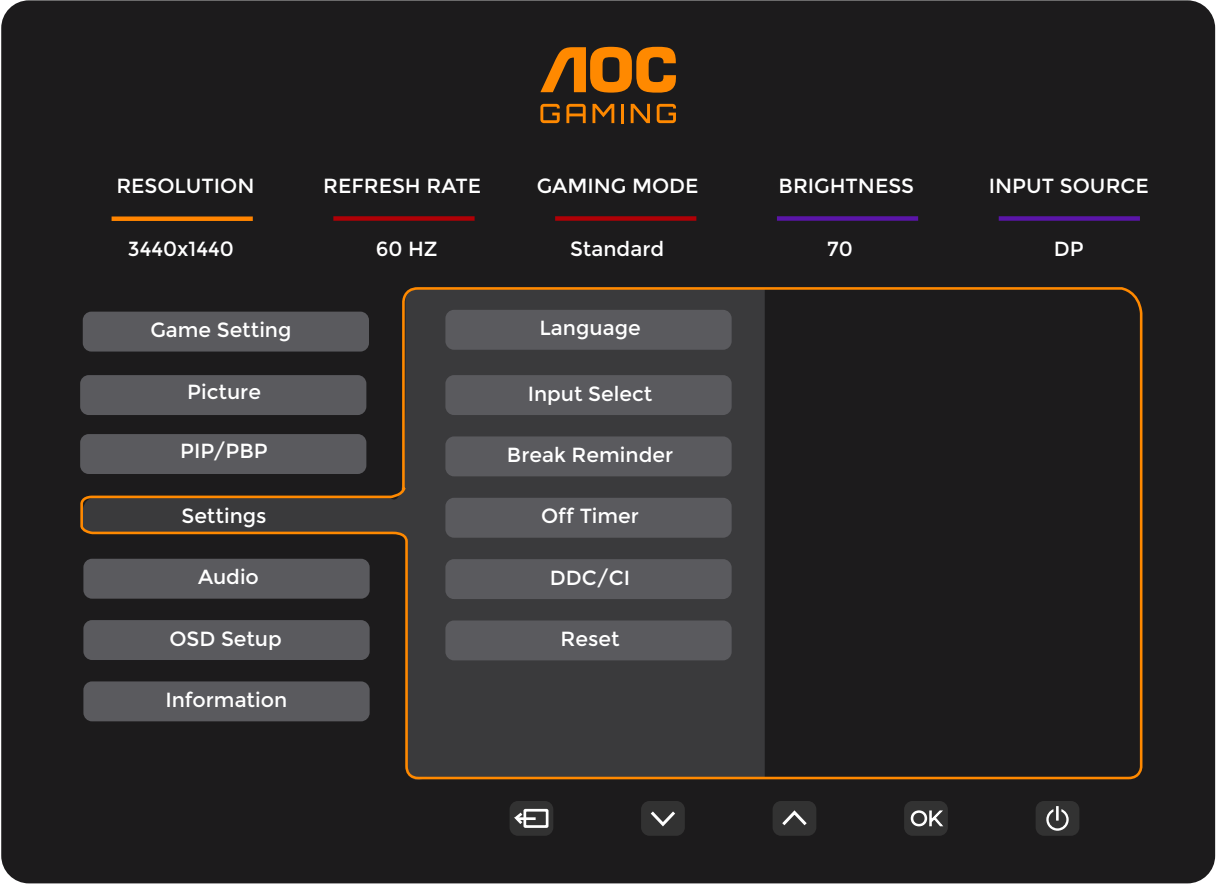 AOC
GAMING
RESOLUTION REFRESH RATE GAMING MODE BRIGHTNESS INPUT SOURCE
3440x1440 60 HZ Standard 70 DP
Game Setting
Picture
PIP/PBP
Settings
Audio
OSD Setup
Information
Language
Input Select
Break Reminder
Off Timer
DDC/CI
Reset
OK